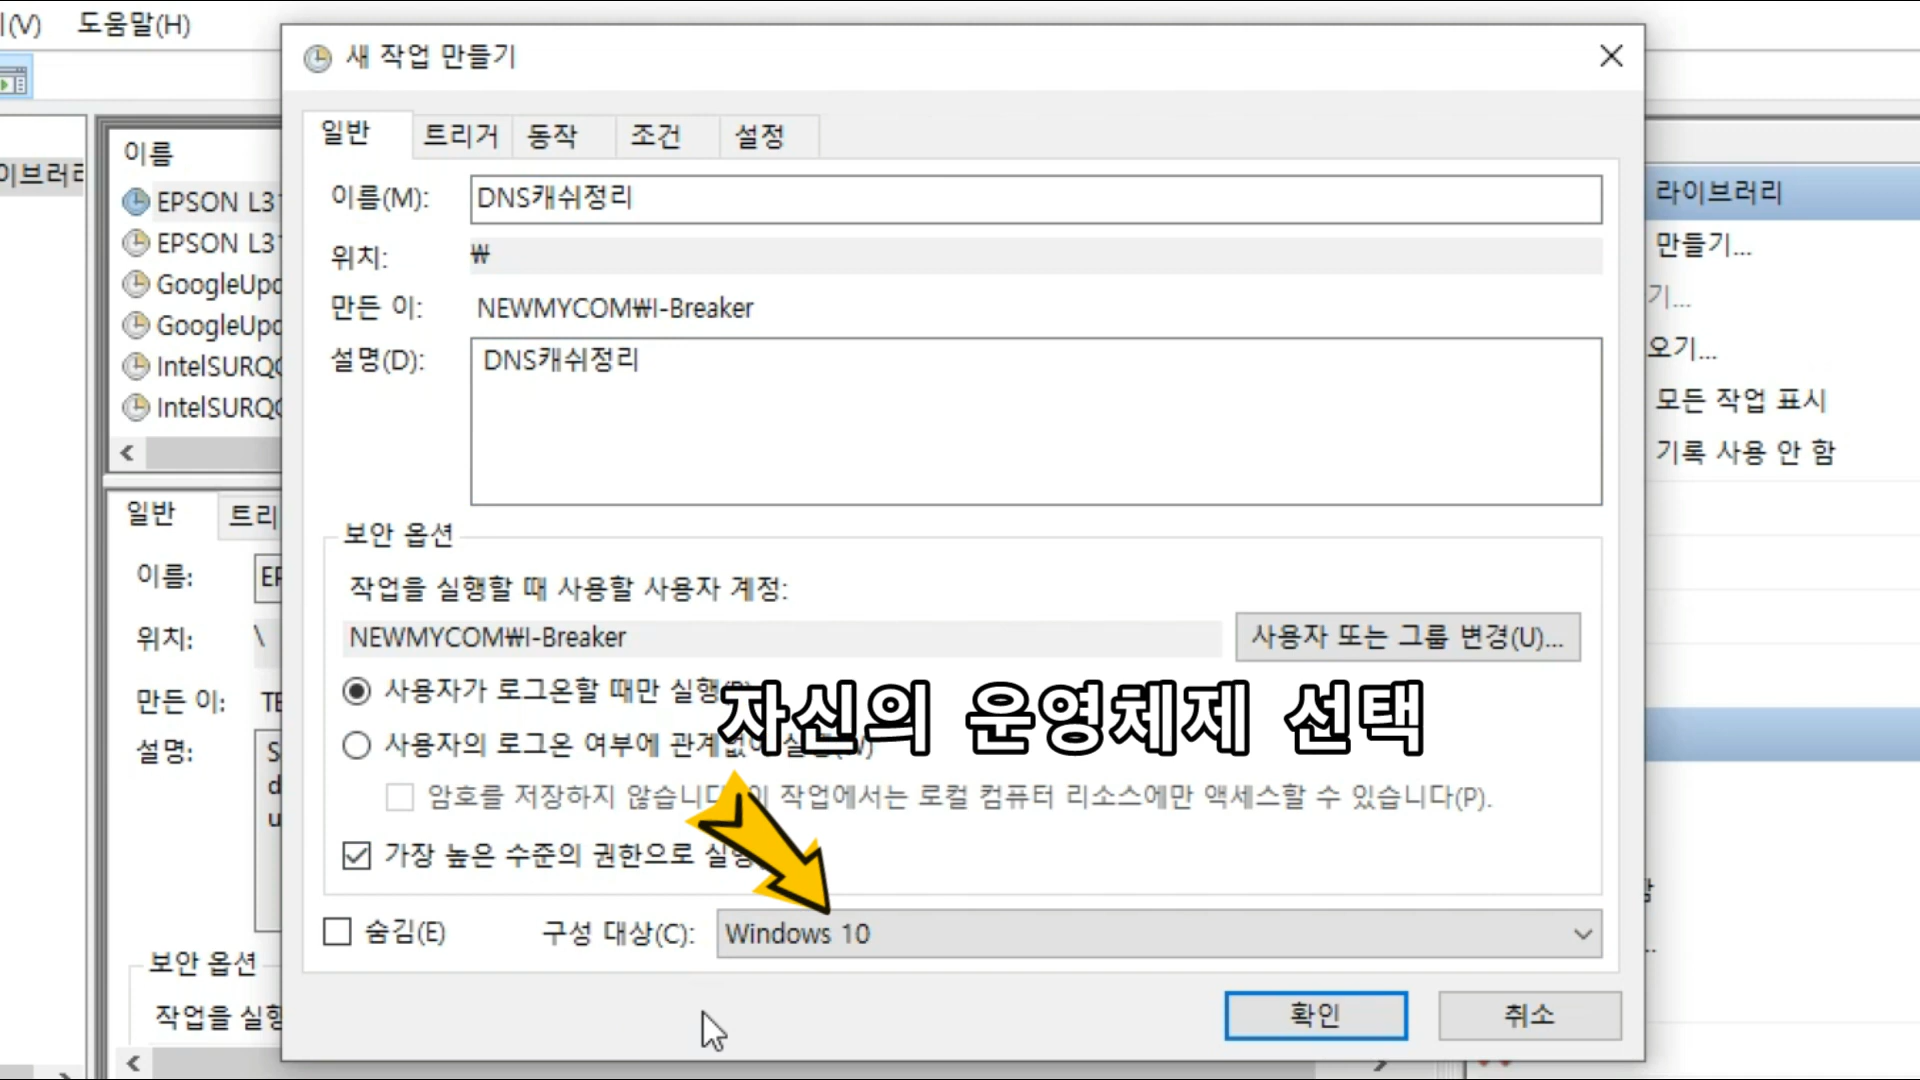 (V) 도움말(H)
새 작업 만들기
일반 트리거 동작 조건 설정
이름(M): DNS캐쉬정리
위치: ₩
만든 이: NEWMYCOM₩I-Breaker
설명(D): DNS캐쉬정리
보안 옵션
작업을 실행할 때 사용할 사용자 계정:
NEWMYCOM₩I-Breaker 사용자 또는 그룹 변경(U)...
사용자가 로그온할 때만 실행
자신의 운영체제 선택
사용자의 로그온 여부에 관계없이
암호를 저장하지 않습니다. 이 작업에서는 로컬 컴퓨터 리소스에만 액세스할 수 있습니다(P).
가장 높은 수준의 권한으로 실행
숨김(E) 구성 대상(C): Windows 10
확인 취소
이름
EPSON L3
EPSON L3
GoogleUp
GoogleUp
IntelSURQ
IntelSURQ
일반 트리
이름:
위치: \
만든 이:
설명:
보안 옵션
작업을 실행
라이브러리
만들기...
기...
오기...
모든 작업 표시
기록 사용 안 함